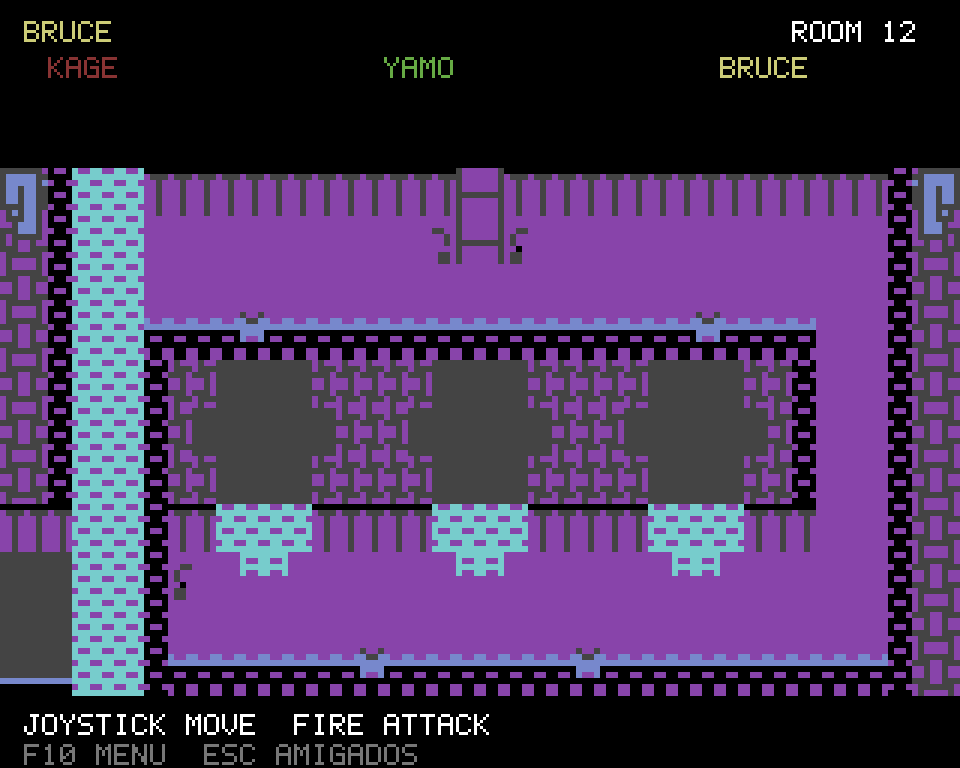 BRUCE ROOM 12
KAGE YAMO BRUCE
JOYSTICK MOVE FIRE ATTACK
F10 MENU ESC AMIGADOS